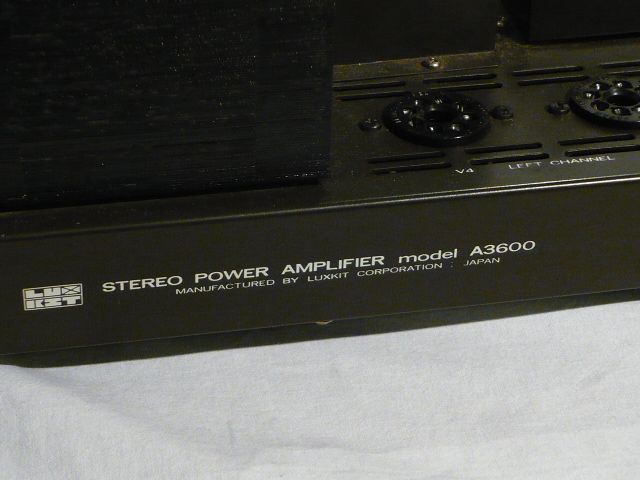 V4 LEFT CHANNEL
LUX
KIT
STEREO POWER AMPLIFIER model A3600
MANUFACTURED BY LUXKIT CORPORATION : JAPAN